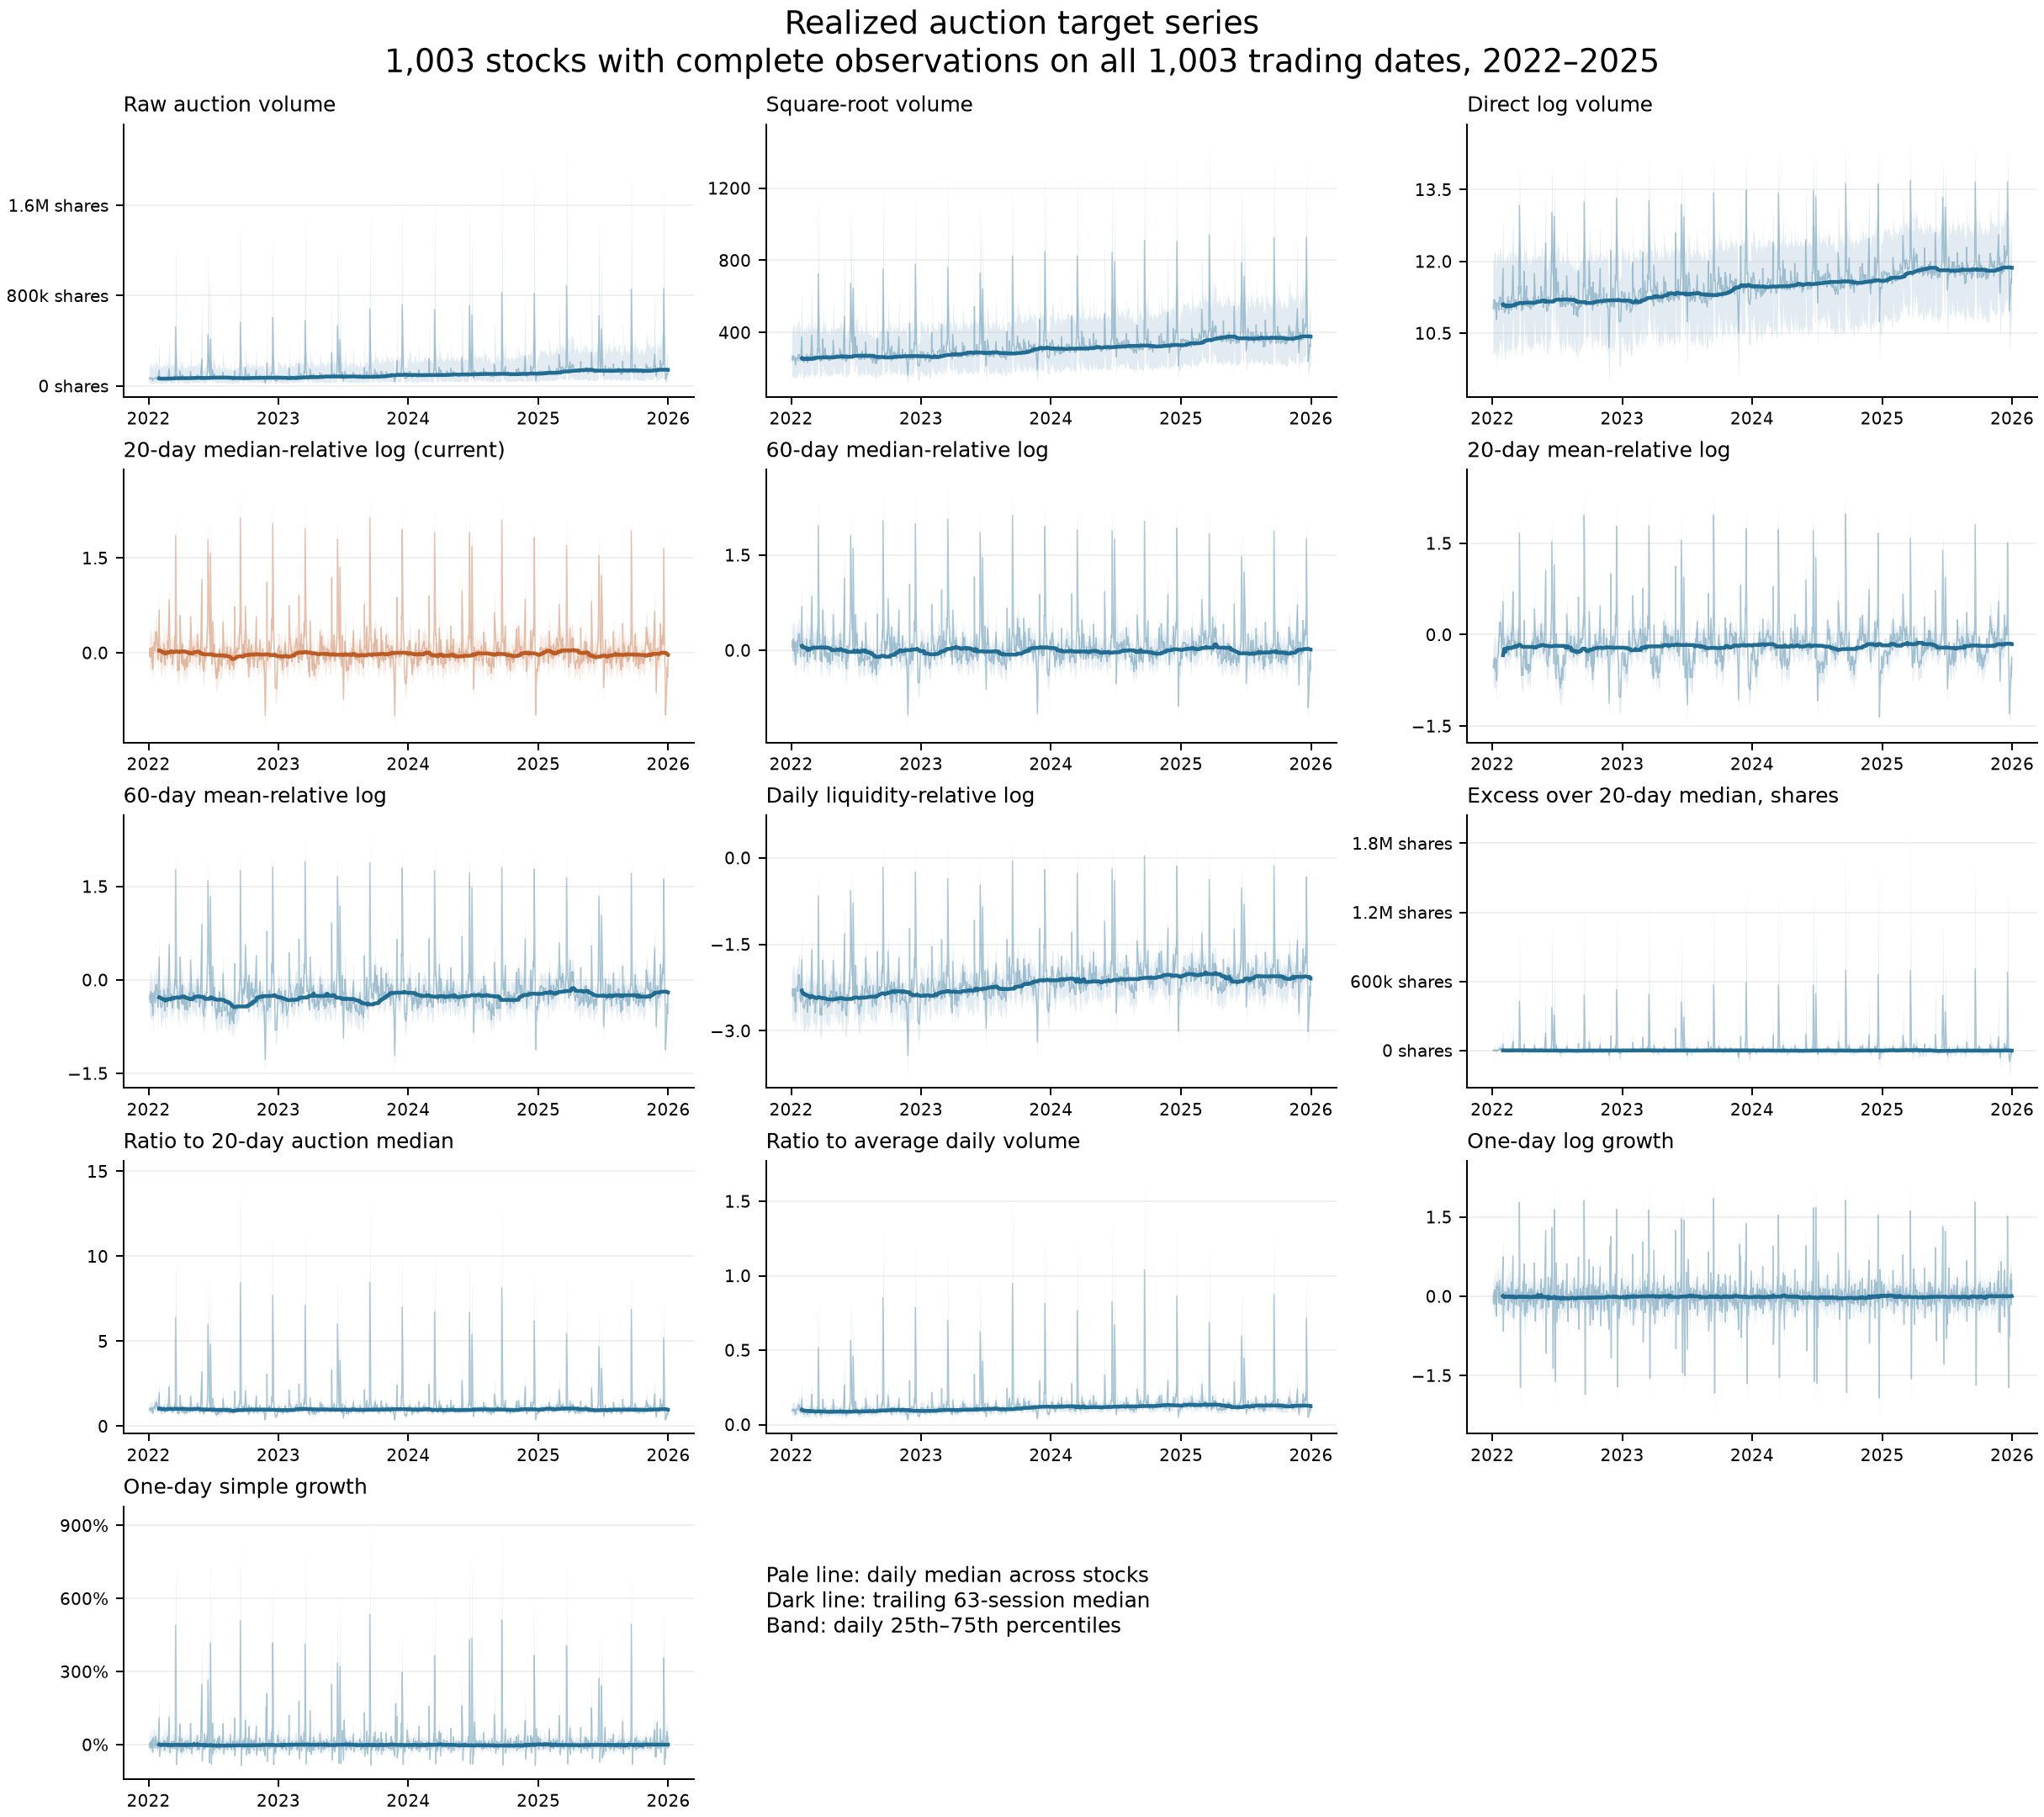 Realized auction target series
1,003 stocks with complete observations on all 1,003 trading dates, 2022–2025
Raw auction volume
1.6M shares
800k shares
0 shares
2022 2023 2024 2025 2026
Square-root volume
1200
800
400
2022 2023 2024 2025 2026
Direct log volume
13.5
12.0
10.5
2022 2023 2024 2025 2026
20-day median-relative log (current)
1.5
0.0
2022 2023 2024 2025 2026
60-day median-relative log
1.5
0.0
2022 2023 2024 2025 2026
20-day mean-relative log
1.5
0.0
−1.5
2022 2023 2024 2025 2026
60-day mean-relative log
1.5
0.0
−1.5
2022 2023 2024 2025 2026
Daily liquidity-relative log
0.0
−1.5
−3.0
2022 2023 2024 2025 2026
Excess over 20-day median, shares
1.8M shares
1.2M shares
600k shares
0 shares
2022 2023 2024 2025 2026
Ratio to 20-day auction median
15
10
5
0
2022 2023 2024 2025 2026
Ratio to average daily volume
1.5
1.0
0.5
0.0
2022 2023 2024 2025 2026
One-day log growth
1.5
0.0
−1.5
2022 2023 2024 2025 2026
One-day simple growth
900%
600%
300%
0%
2022 2023 2024 2025 2026
Pale line: daily median across stocks
Dark line: trailing 63-session median
Band: daily 25th–75th percentiles